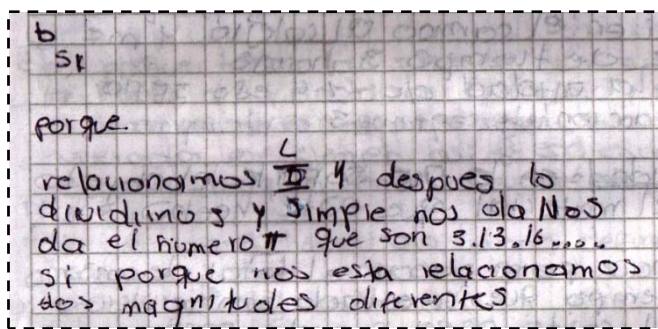 b
SI
porque.
relacionamos L/D y despues lo
dividimos y simple nos da Nos
da el número π que son 3.13.16.....
si porque nos esta relacionamos
dos magnitudes diferentes